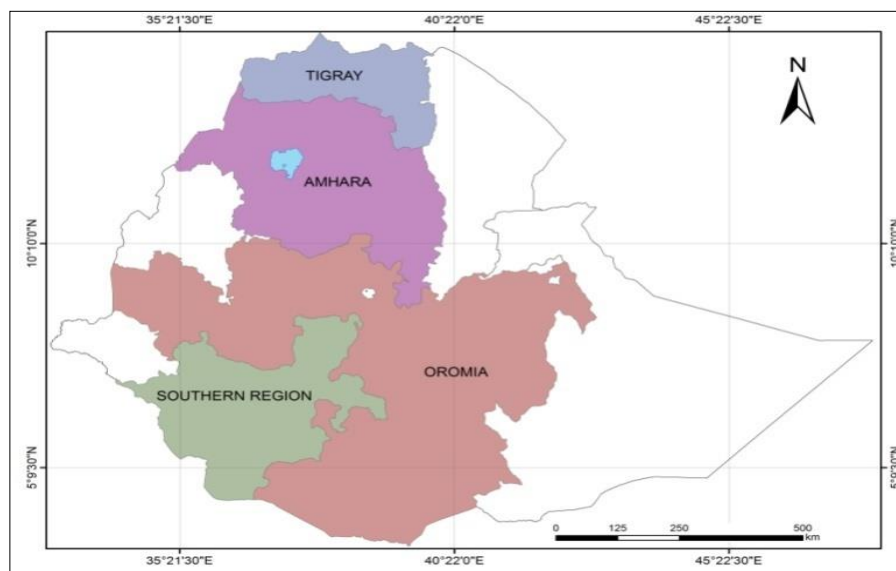 35°21'30"E 40°22'0"E 45°22'30"E
N
TIGRAY
AMHARA
10°10'0"N 10°10'0"N
OROMIA
SOUTHERN REGION
5°9'30"N 5°9'30"N
0 125 250 500
km
35°21'30"E 40°22'0"E 45°22'30"E